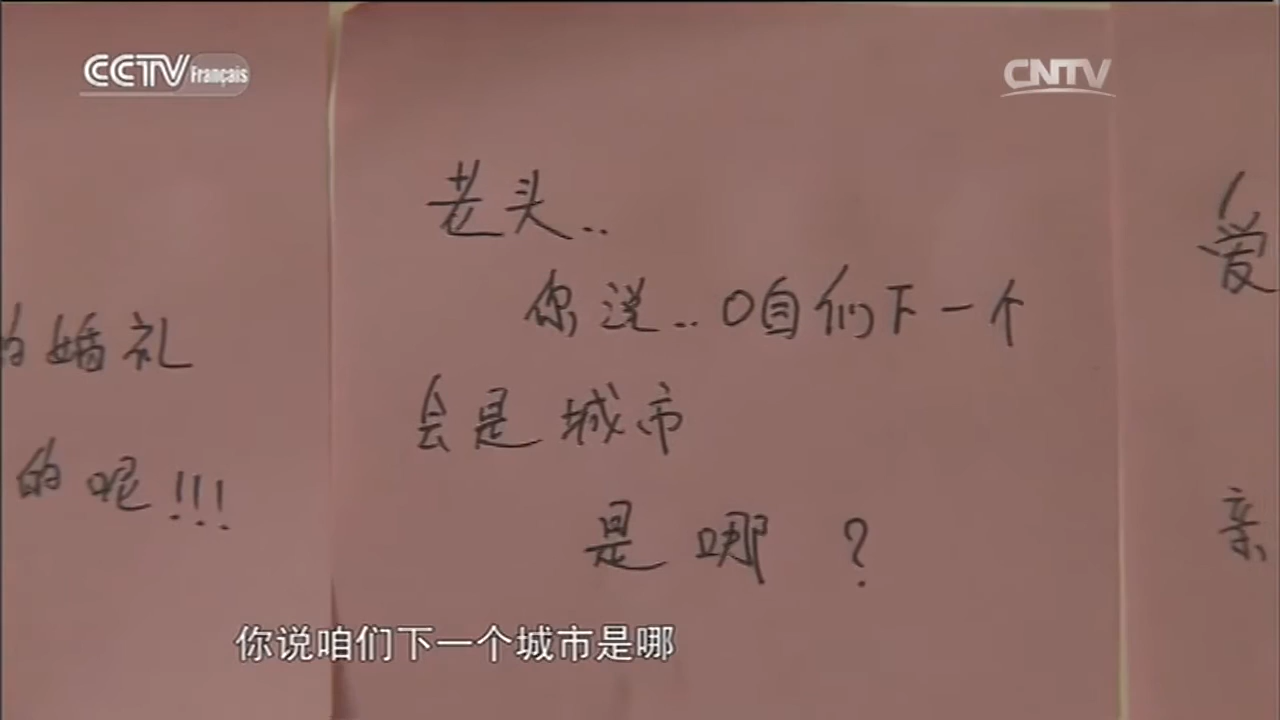 CCTV Français
CNTV
的婚礼
的呢!!!
老头..
你说..咱们下一个
会是城市
是哪?
爱
亲
你说咱们下一个城市是哪